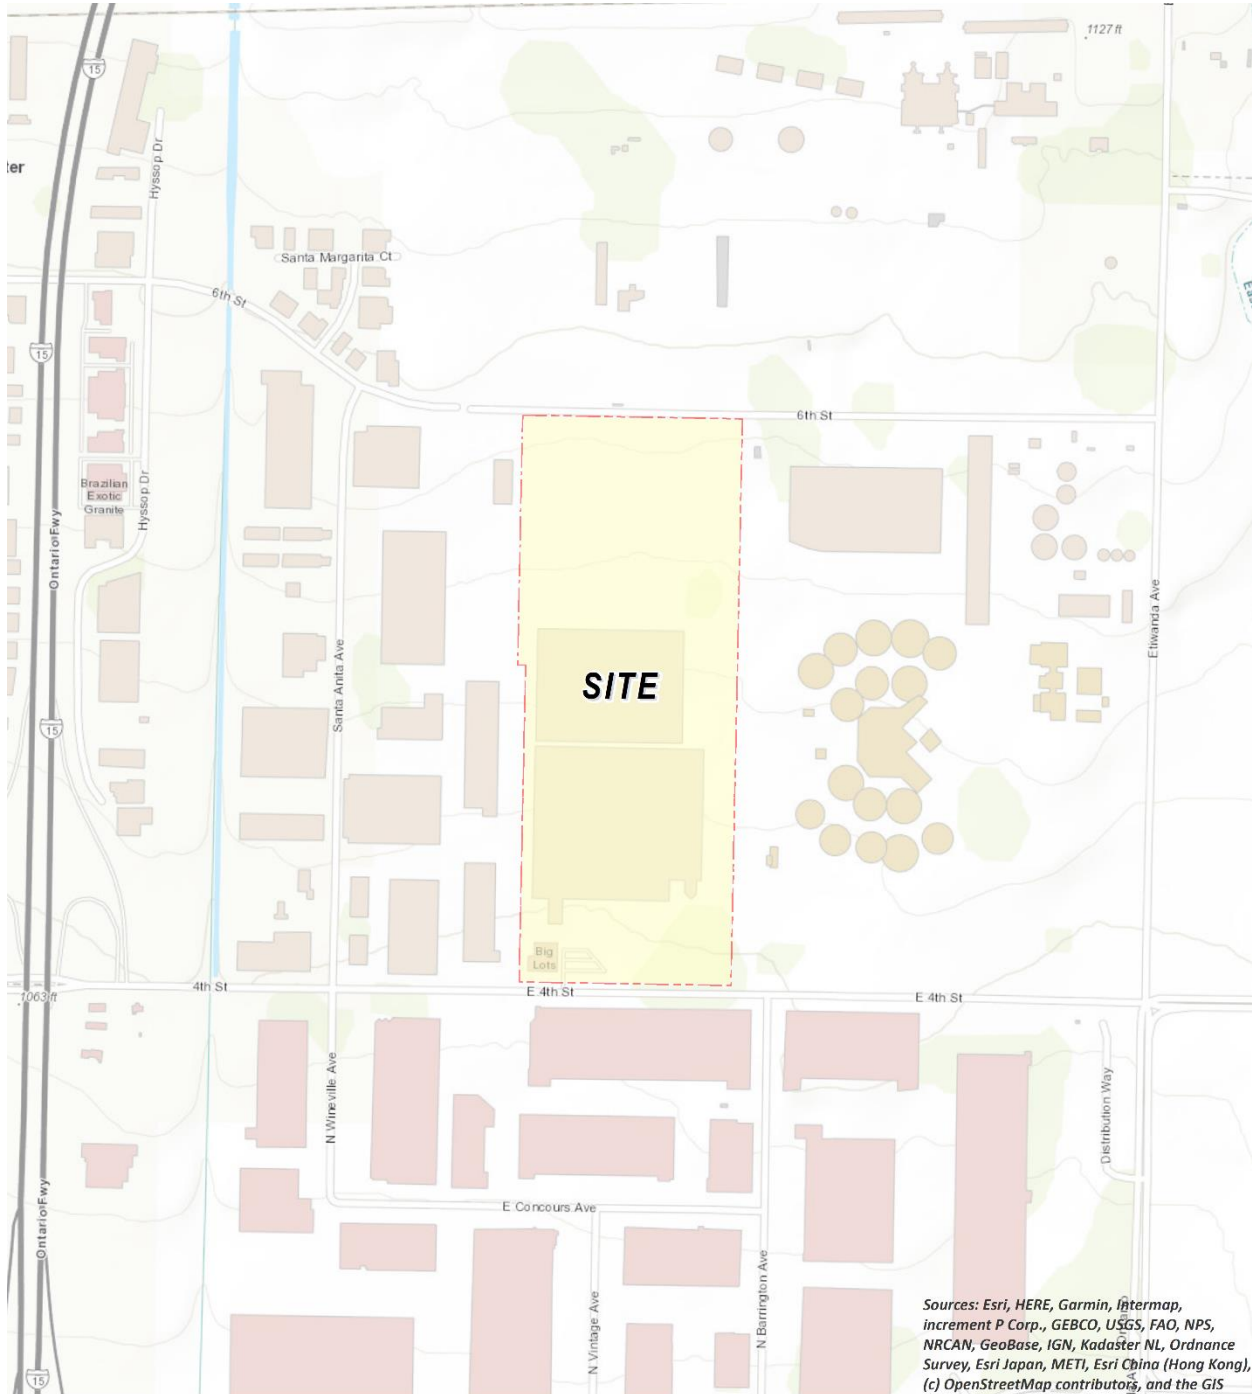 1127 ft
15
ter
Hyssop Dr
Santa Margarita Ct
6th St
15
6th St
Brazilian
Exotic
Granite
Hyssop Dr
Ontario Fwy
Etiwanda Ave
Santa Anita Ave
SITE
15
Big
Lots
4th St
E 4th St
E 4th St
1063 ft
N Wineville Ave
Distribution Way
E Concours Ave
Ontario Fwy
N Vintage Ave
N Barrington Ave
15
Sources: Esri, HERE, Garmin, Intermap,
increment P Corp., GEBCO, USGS, FAO, NPS,
NRCAN, GeoBase, IGN, Kadaster NL, Ordnance
Survey, Esri Japan, METI, Esri China (Hong Kong),
(c) OpenStreetMap contributors, and the GIS